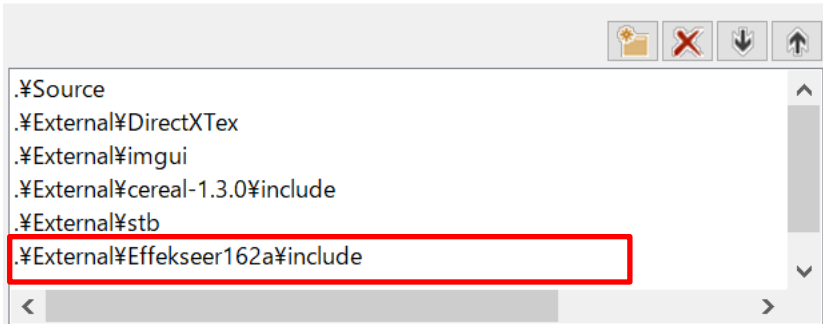 .¥Source
.¥External¥DirectXTex
.¥External¥imgui
.¥External¥cereal-1.3.0¥include
.¥External¥stb
.¥External¥Effekseer162a¥include